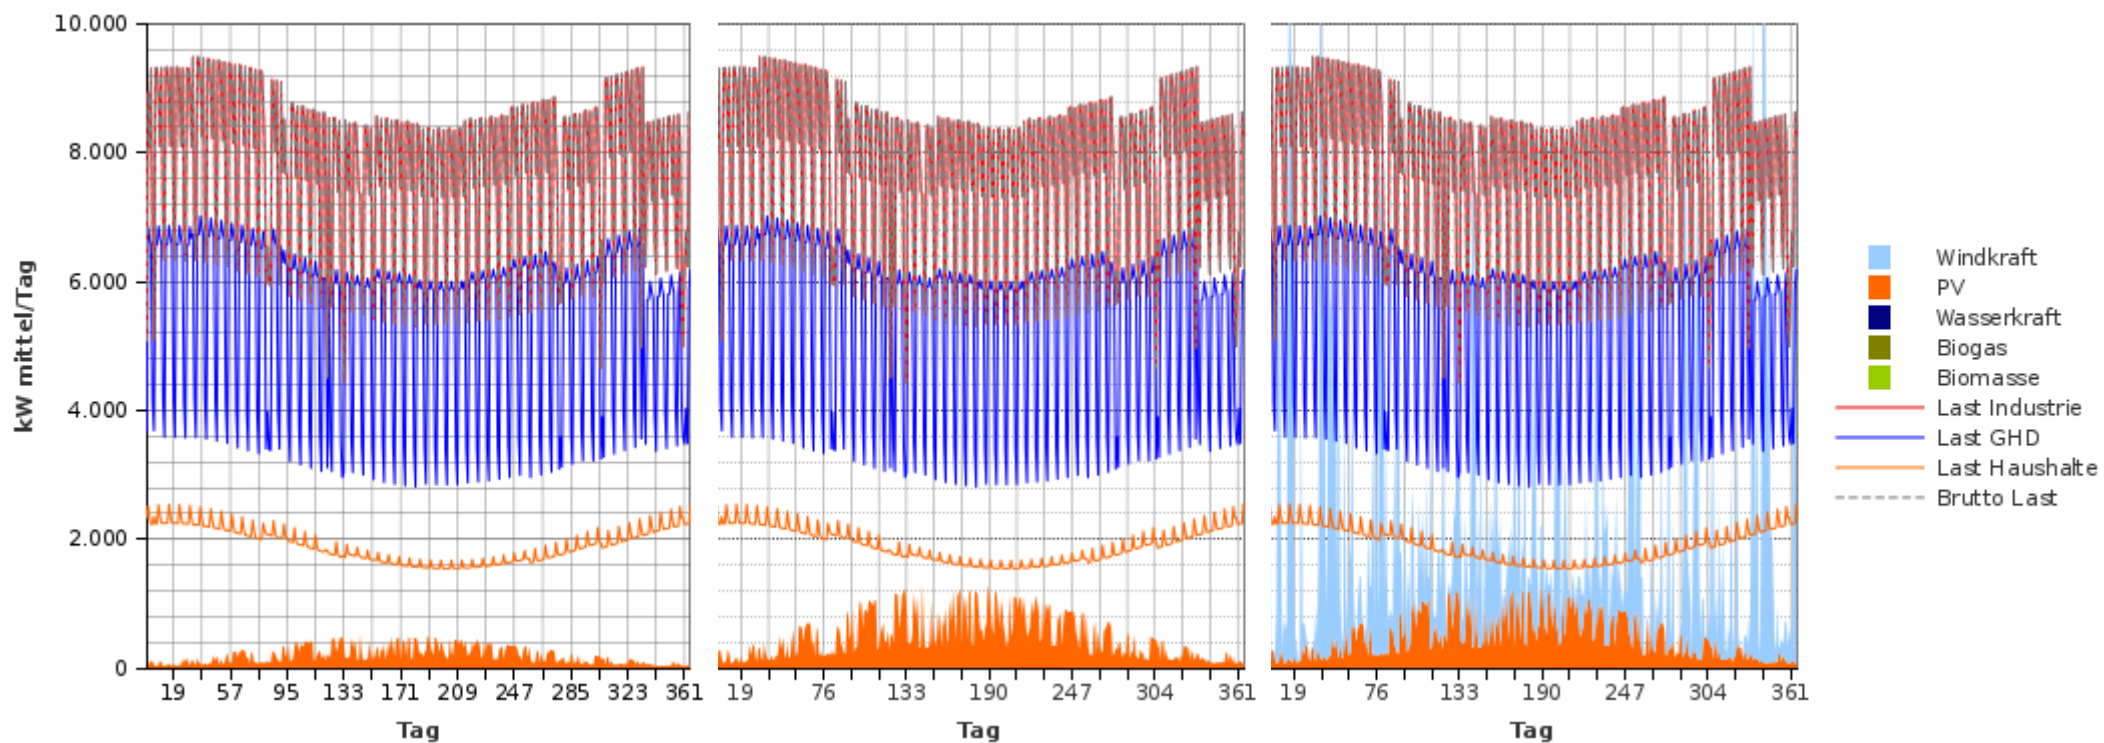 kW mittel/Tag
10.000
8.000
6.000
4.000
2.000
0
19 57 95 133 171 209 247 285 323 361
Tag
19 76 133 190 247 304 361
Tag
19 76 133 190 247 304 361
Tag
Windkraft
PV
Wasserkraft
Biogas
Biomasse
Last Industrie
Last GHD
Last Haushalte
Brutto Last